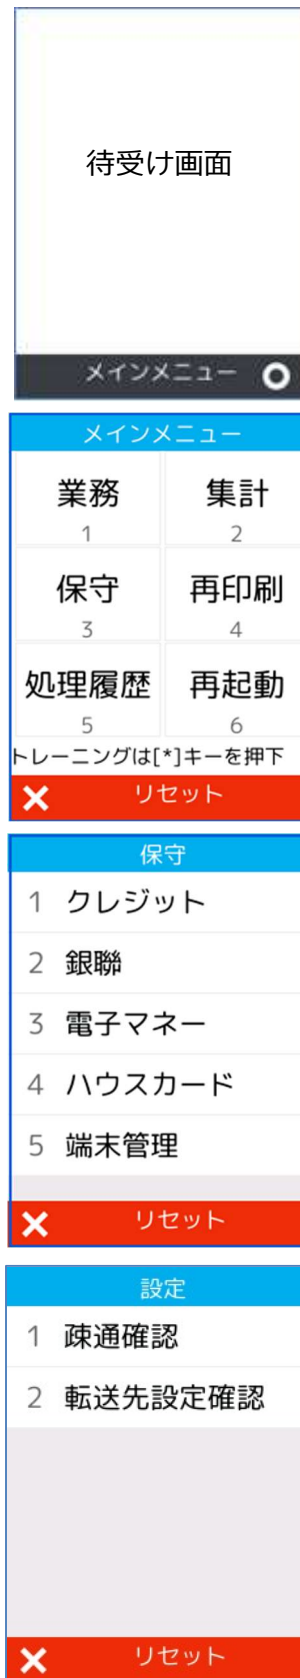 待受け画面
メインメニュー
メインメニュー
業務 集計
1 2
保守 再印刷
3 4
処理履歴 再起動
5 6
トレーニングは[*]キーを押下
リセット
保守
1 クレジット
2 銀聯
3 電子マネー
4 ハウスカード
5 端末管理
リセット
設定
1 疎通確認
2 転送先設定確認
リセット